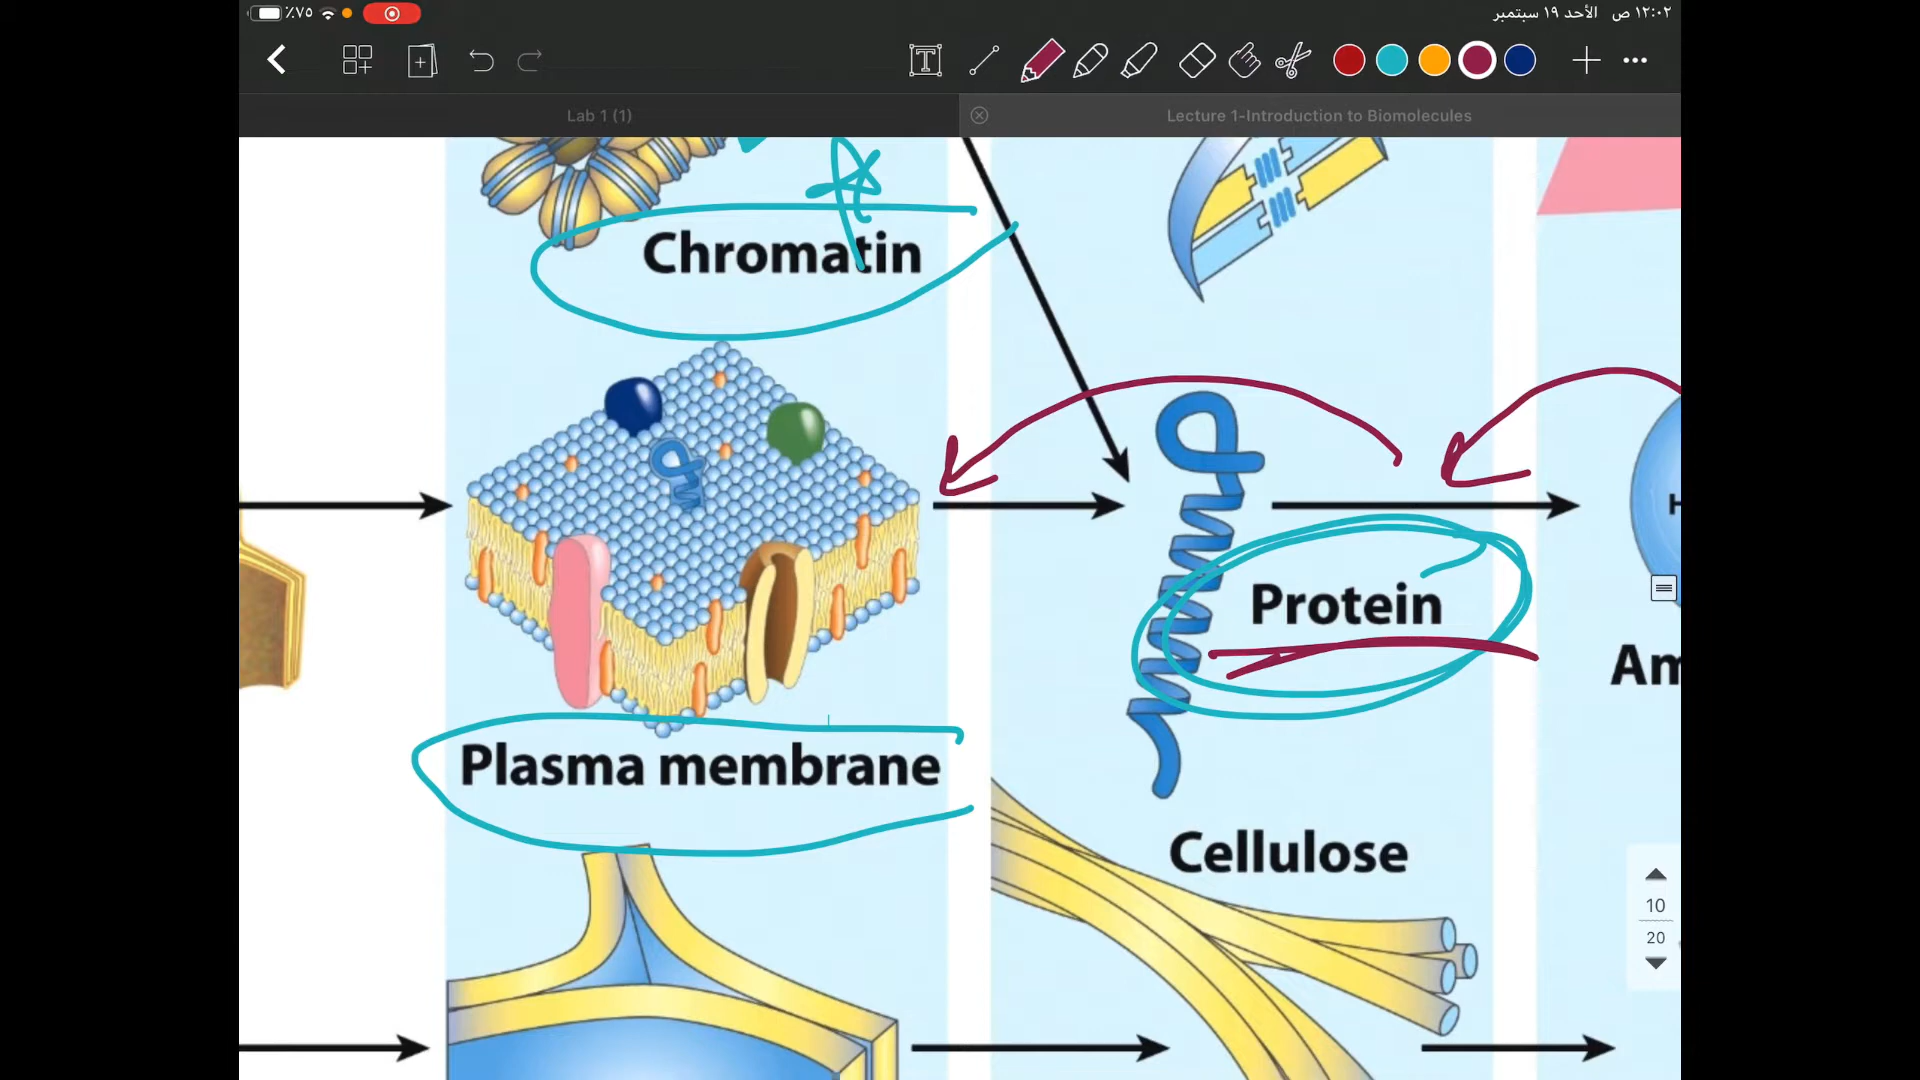 ٪٧٥
١٢:٠٢ ص الأحد ١٩ سبتمبر
Lab 1 (1)
Lecture 1-Introduction to Biomolecules
Chromatin
Protein
Am
H
Plasma membrane
Cellulose
10
20